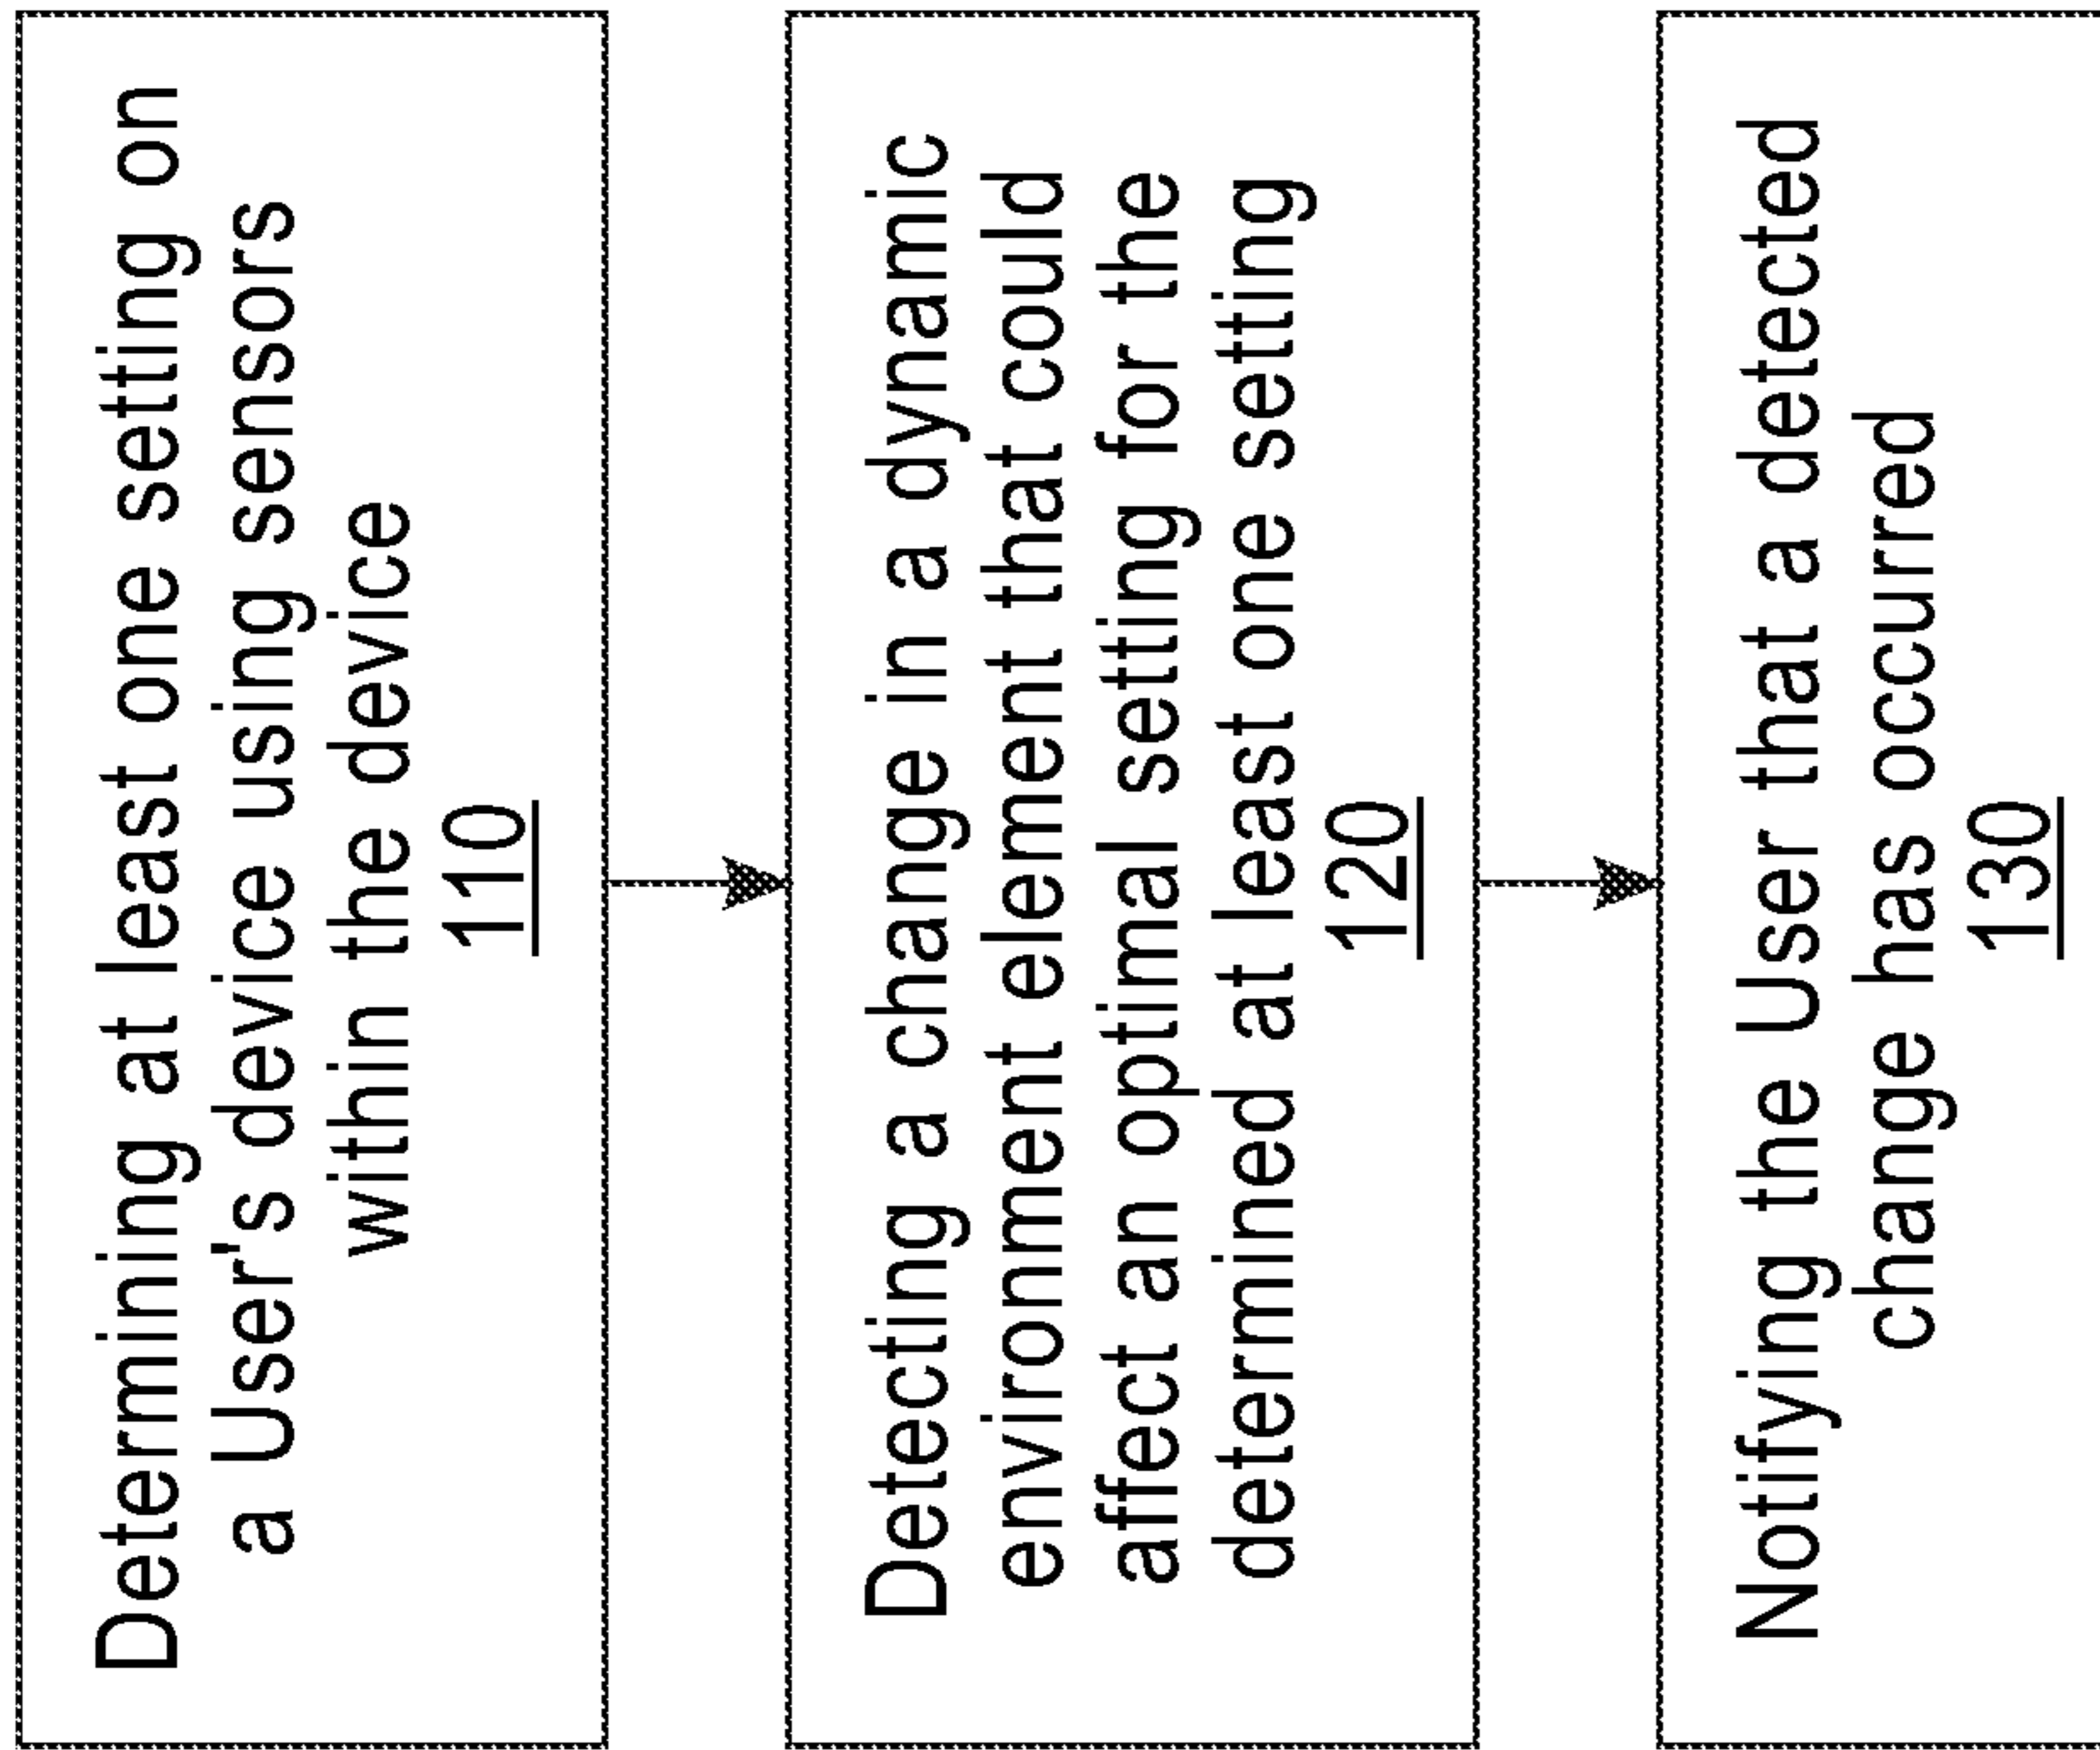 Determining at least one setting on
a User's device using sensors
within the device
110
Detecting a change in a dynamic
environment element that could
affect an optimal setting for the
determined at least one setting
120
Notifying the User that a detected
change has occurred
130